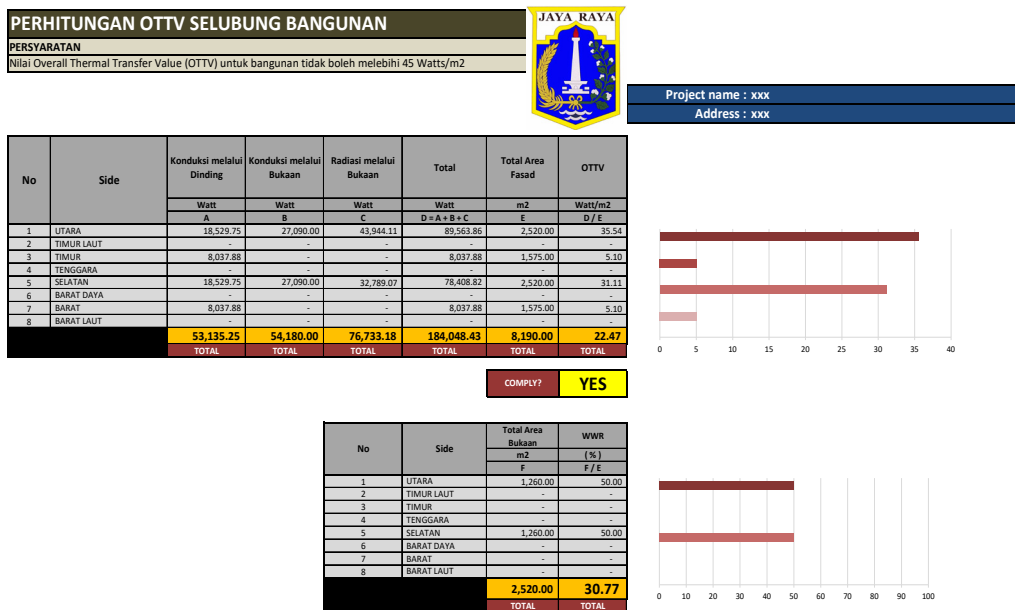 PERHITUNGAN OTTV SELUBUNG BANGUNAN
PERSYARATAN
Nilai Overall Thermal Transfer Value (OTTV) untuk bangunan tidak boleh melebihi 45 Watts/m2
JAYA RAYA
Project name : xxx
Address : xxx
No Side Konduksi melalui Dinding Konduksi melalui Bukaan Radiasi melalui Bukaan Total Total Area Fasad OTTV
Watt Watt Watt Watt m2 Watt/m2
A B C D = A + B + C E D / E
1 UTARA 18,529.75 27,090.00 43,944.11 89,563.86 2,520.00 35.54
2 TIMUR LAUT - - - - - -
3 TIMUR 8,037.88 - - 8,037.88 1,575.00 5.10
4 TENGGARA - - - - - -
5 SELATAN 18,529.75 27,090.00 32,789.07 78,408.82 2,520.00 31.11
6 BARAT DAYA - - - - - -
7 BARAT 8,037.88 - - 8,037.88 1,575.00 5.10
8 BARAT LAUT - - - - - -
53,135.25 54,180.00 76,733.18 184,048.43 8,190.00 22.47
TOTAL TOTAL TOTAL TOTAL TOTAL TOTAL
0 5 10 15 20 25 30 35 40
COMPLY? YES
No Side Total Area Bukaan WWR
m2 ( % )
F F / E
1 UTARA 1,260.00 50.00
2 TIMUR LAUT - -
3 TIMUR - -
4 TENGGARA - -
5 SELATAN 1,260.00 50.00
6 BARAT DAYA - -
7 BARAT - -
8 BARAT LAUT - -
2,520.00 30.77
TOTAL TOTAL
0 10 20 30 40 50 60 70 80 90 100